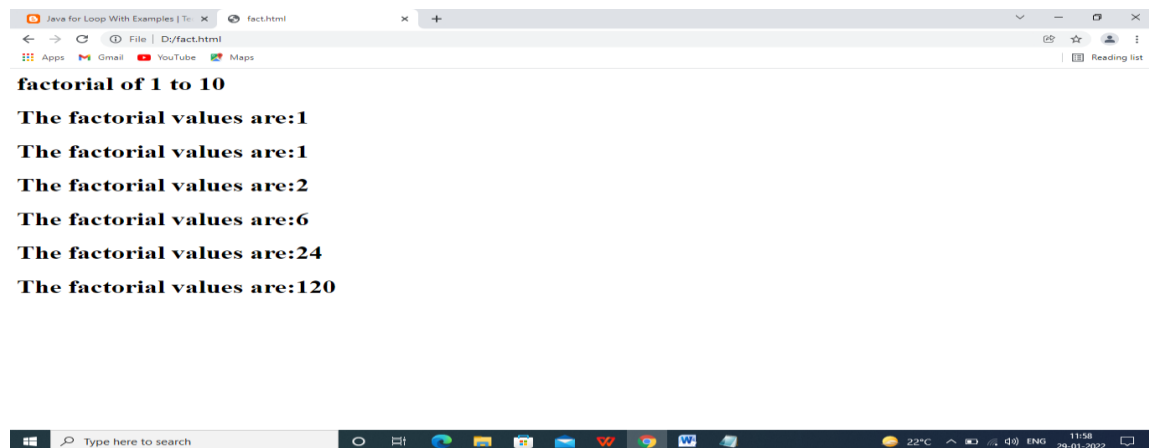 Java for Loop With Examples | Te
fact.html
File | D:/fact.html
Apps
Gmail
YouTube
Maps
Reading list
factorial of 1 to 10
The factorial values are:1
The factorial values are:1
The factorial values are:2
The factorial values are:6
The factorial values are:24
The factorial values are:120
Type here to search
22°C
ENG
11:58
29-01-2022